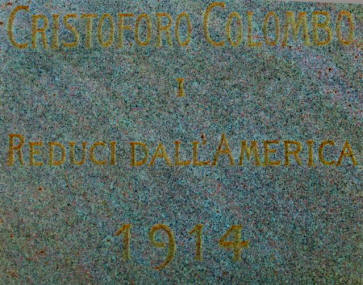 CRISTOFORO COLOMBO
I
REDUCI DALL'AMERICA
1914